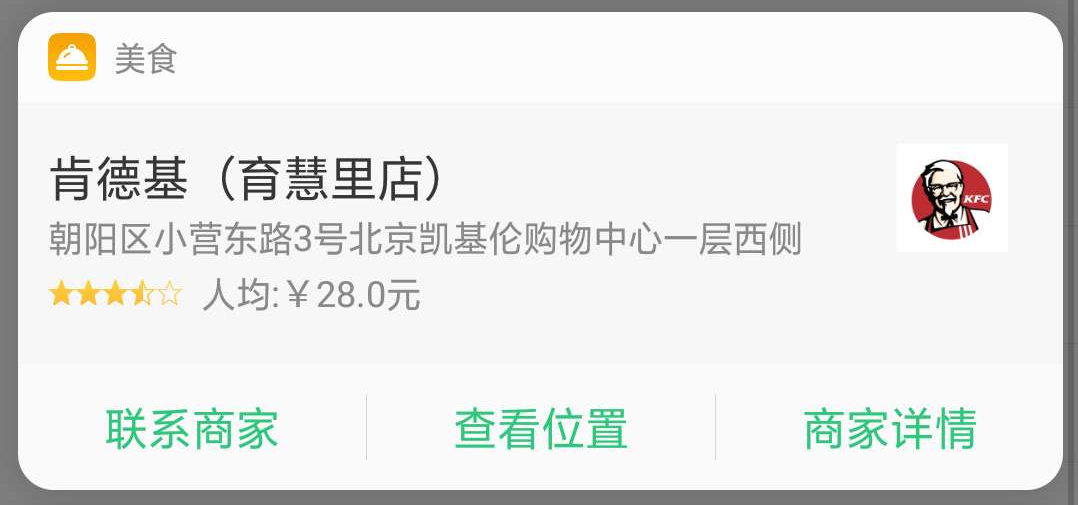 美食
肯德基（育慧里店）
朝阳区小营东路3号北京凯基伦购物中心一层西侧
KFC
人均:￥28.0元
联系商家
查看位置
商家详情